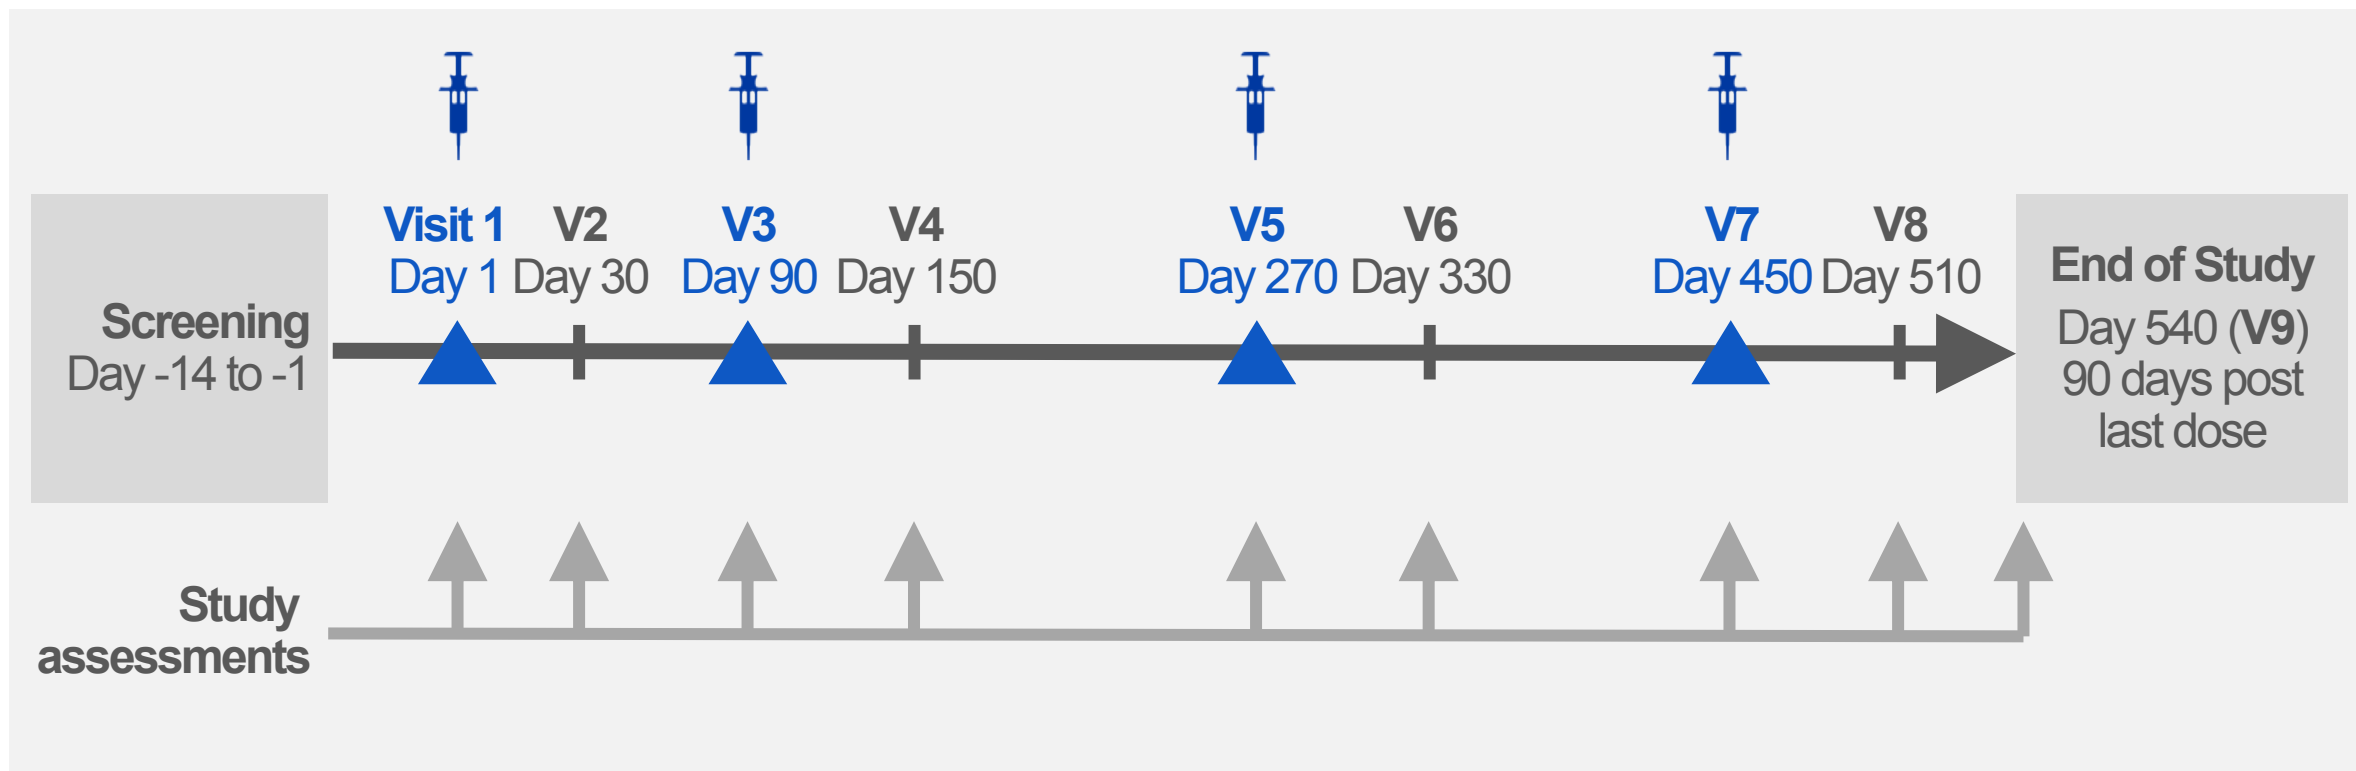 Screening
Day -14 to -1
Visit 1
Day 1
V2
Day 30
V3
Day 90
V4
Day 150
V5
Day 270
V6
Day 330
V7
Day 450
V8
Day 510
End of Study
Day 540 (V9)
90 days post
last dose
Study
assessments